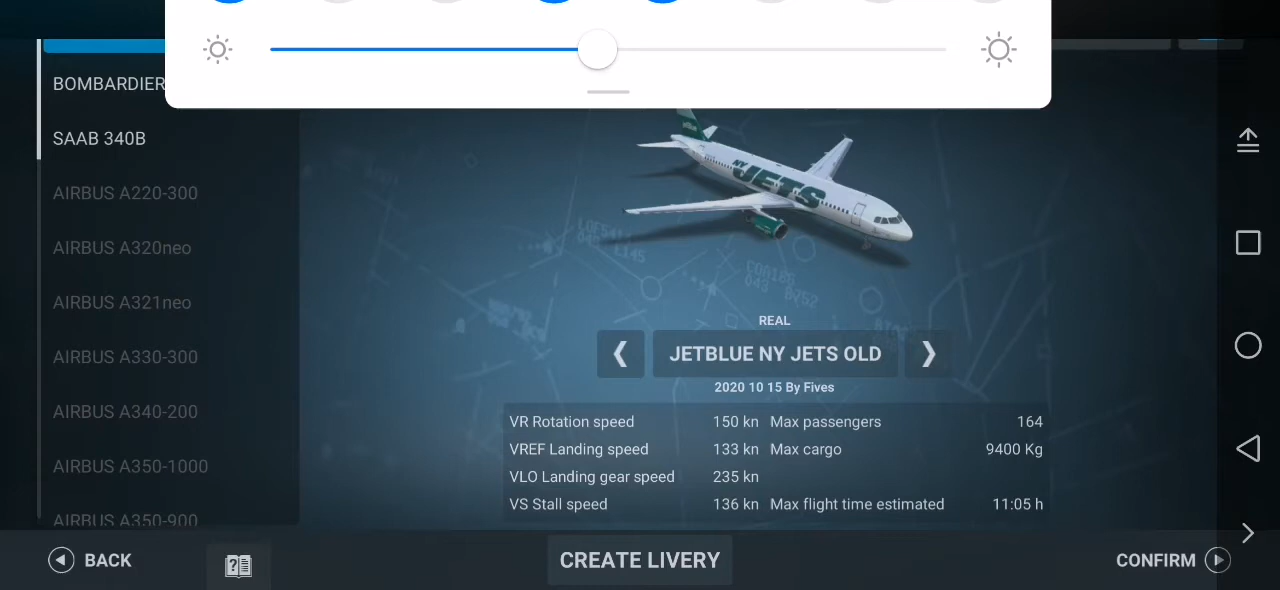 BOMBARDIER
SAAB 340B
AIRBUS A220-300
AIRBUS A320neo
AIRBUS A321neo
AIRBUS A330-300
AIRBUS A340-200
AIRBUS A350-1000
AIRBUS A350-900
NY JETS
REAL
JETBLUE NY JETS OLD
2020 10 15 By Fives
VR Rotation speed 150 kn Max passengers 164
VREF Landing speed 133 kn Max cargo 9400 Kg
VLO Landing gear speed 235 kn
VS Stall speed 136 kn Max flight time estimated 11:05 h
BACK
CREATE LIVERY
CONFIRM